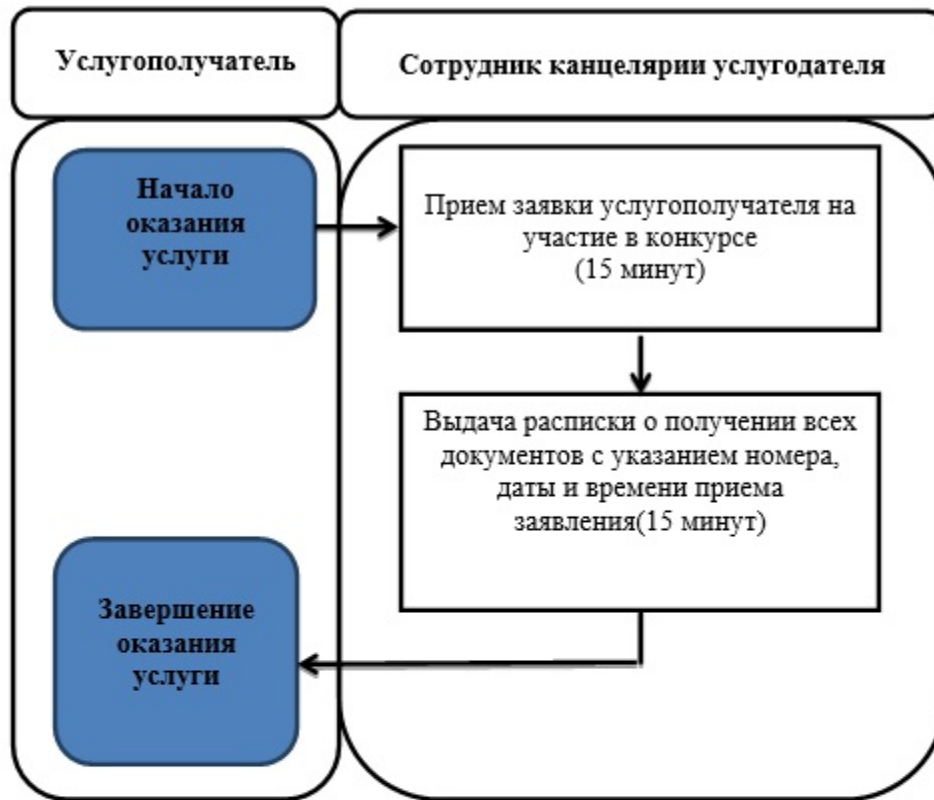 Услугополучатель
Сотрудник канцелярии услугодателя
Начало
оказания
услуги
Прием заявки услугополучателя на
участие в конкурсе
(15 минут)
Выдача расписки о получении всех
документов с указанием номера,
даты и времени приема
заявления(15 минут)
Завершение
оказания
услуги